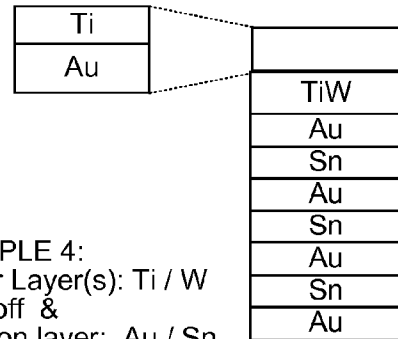 Ti
Au
TiW
Au
Sn
Au
Sn
Au
Sn
Au
PLE 4:
r Layer(s): Ti / W
off &
on layer: Au / Sn